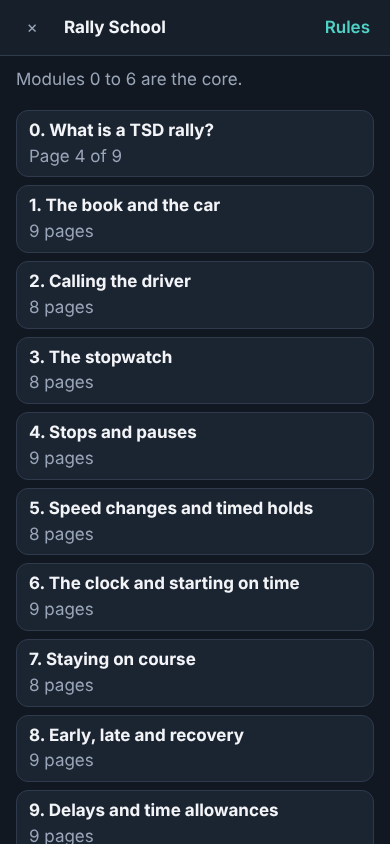 × Rally School Rules
Modules 0 to 6 are the core.
0. What is a TSD rally?
Page 4 of 9
1. The book and the car
9 pages
2. Calling the driver
8 pages
3. The stopwatch
8 pages
4. Stops and pauses
9 pages
5. Speed changes and timed holds
8 pages
6. The clock and starting on time
9 pages
7. Staying on course
8 pages
8. Early, late and recovery
9 pages
9. Delays and time allowances
9 pages